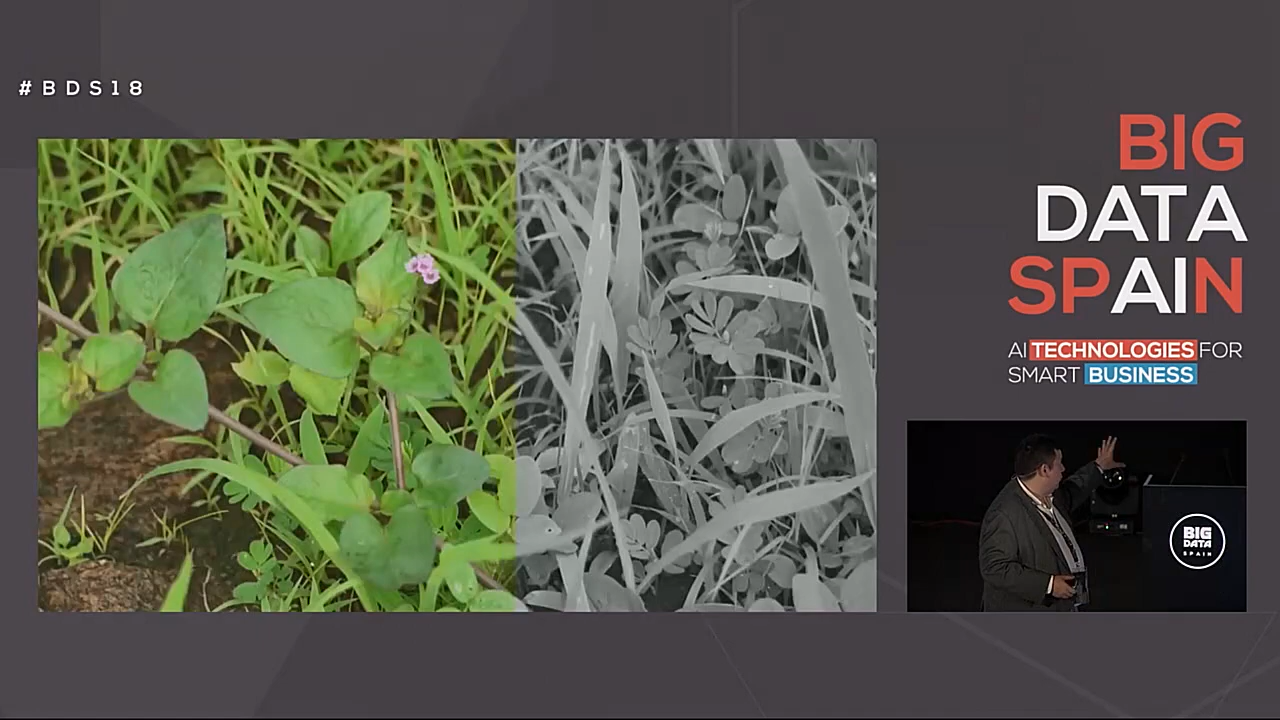 #BDS18
BIG
DATA
SPAIN
AI TECHNOLOGIES FOR
SMART BUSINESS
BIG
DATA
SPAIN